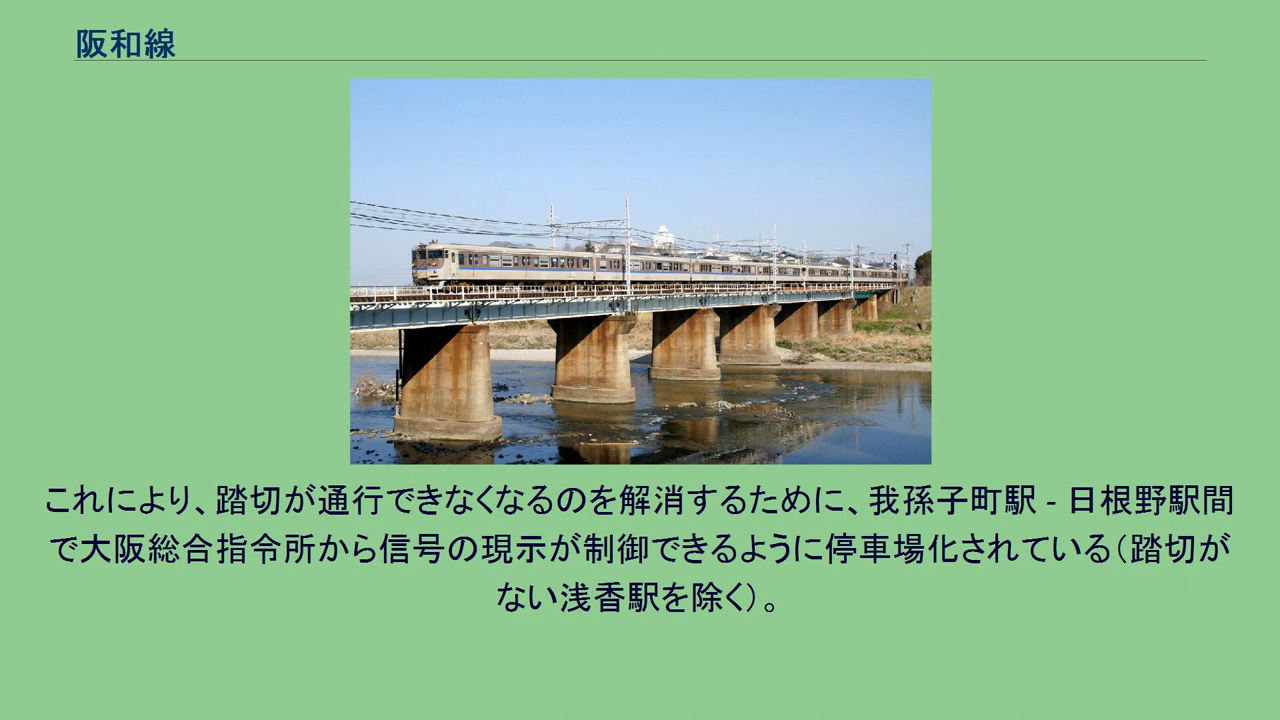 阪和線
これにより、踏切が通行できなくなるのを解消するために、我孫子町駅 - 日根野駅間
で大阪総合指令所から信号の現示が制御できるように停車場化されている（踏切が
ない浅香駅を除く）。